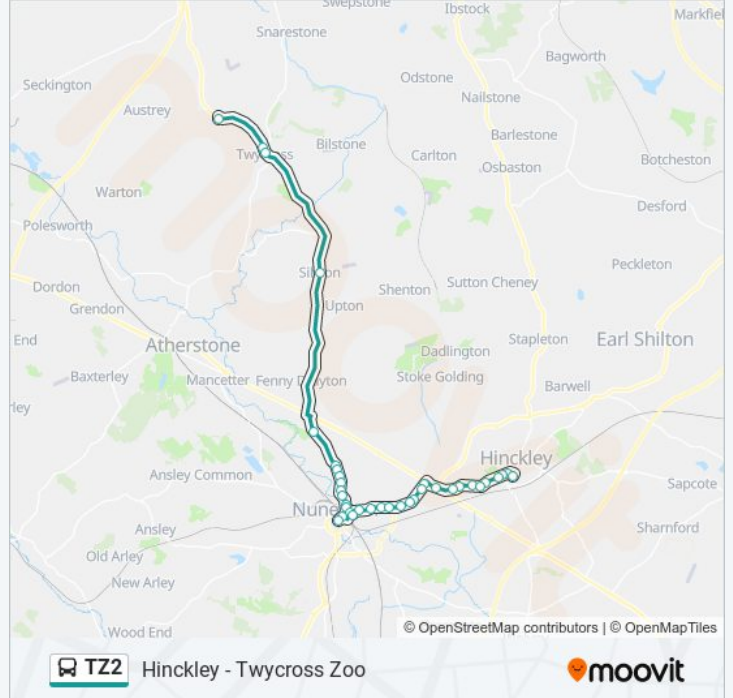 Swepstone
Ibstock
Markfiel
Snarestone
Bagworth
Odstone
Seckington
Nailstone
Austrey
Barlestone
Bilstone
Twycross
Carlton
Botcheston
Osbaston
Warton
Desford
Polesworth
Peckleton
Sutton Cheney
Dordon
Shenton
Upton
Grendon
End
Atherstone
Stapleton
Earl Shilton
Dadlington
Baxterley
Mancetter
Fenny Drayton
Stoke Golding
Barwell
rley
Hinckley
Ansley Common
Sapcote
Nune
Ansley
Sharnford
Old Arley
New Arley
Wood End
© OpenStreetMap contributors | © OpenMapTiles
TZ2 Hinckley - Twycross Zoo
moovit